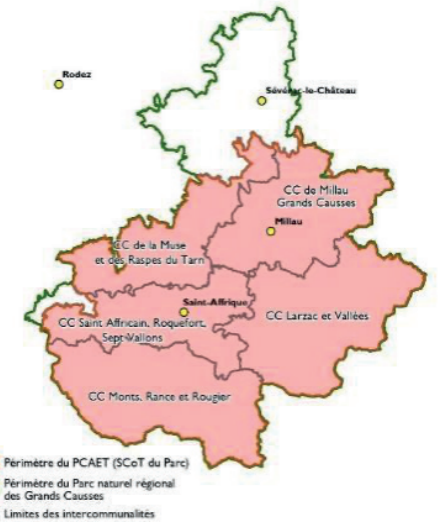 Rodez
Sévérac-le-Château
CC de Millau
Grands Causses
Millau
CC de la Muse
et des Raspes du Tarn
Saint-Affrique
CC Saint Affricain, Roquefort,
Sept Vallons
CC Larzac et Vallées
CC Monts, Rance et Rougier
Périmètre du PCAET (SCoT du Parc)
Périmètre du Parc naturel régional
des Grands Causses
Limites des intercommunalités